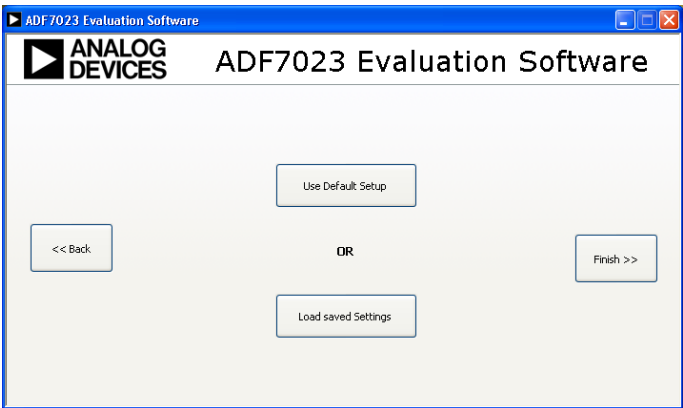 ADF7023 Evaluation Software
ANALOG
DEVICES
ADF7023 Evaluation Software
Use Default Setup
<< Back
OR
Finish >>
Load saved Settings